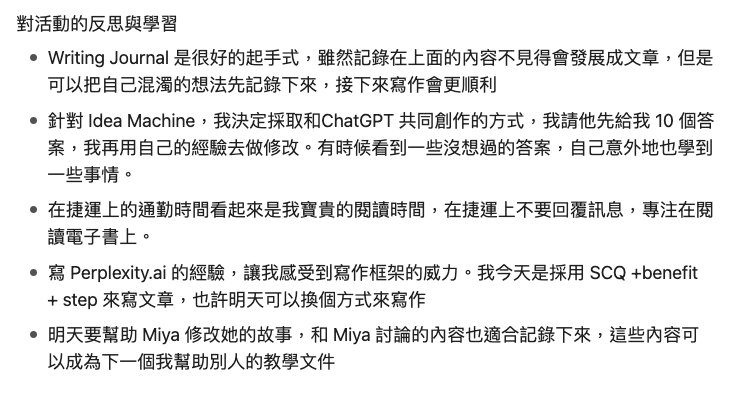 對活動的反思與學習
Writing Journal 是很好的起手式，雖然記錄在上面的內容不見得會發展成文章，但是
可以把自己混濁的想法先記錄下來，接下來寫作會更順利
針對 Idea Machine，我決定採取和ChatGPT 共同創作的方式，我請他先給我 10 個答
案，我再用自己的經驗去做修改。有時候看到一些沒想過的答案，自己意外地也學到
一些事情。
在捷運上的通勤時間看起來是我寶貴的閱讀時間，在捷運上不要回覆訊息，專注在閱
讀電子書上。
寫 Perplexity.ai 的經驗，讓我感受到寫作框架的威力。我今天是採用 SCQ +benefit
+ step 來寫文章，也許明天可以換個方式來寫作
明天要幫助 Miya 修改她的故事，和 Miya 討論的內容也適合記錄下來，這些內容可
以成為下一個我幫助別人的教學文件